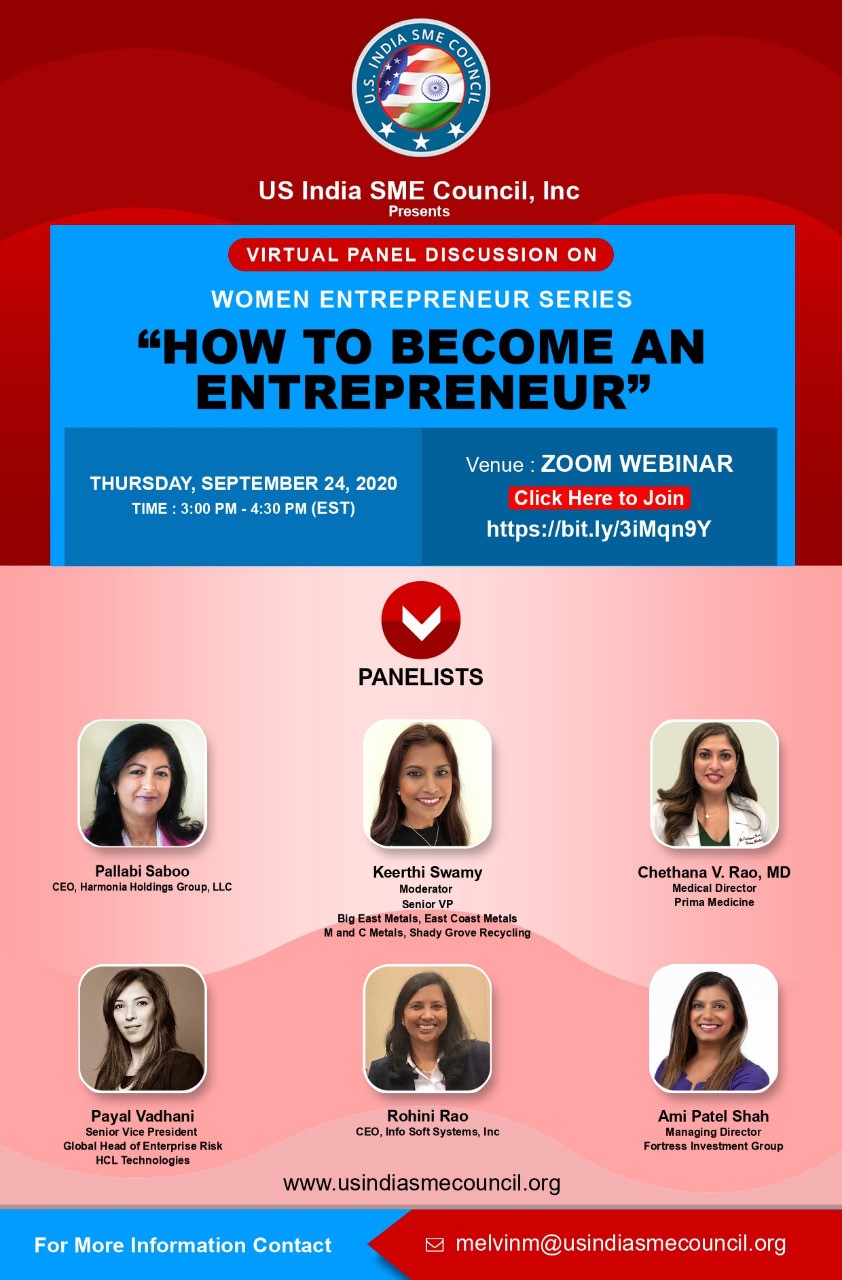 U.S. INDIA SME COUNCIL
US India SME Council, Inc
Presents
VIRTUAL PANEL DISCUSSION ON
WOMEN ENTREPRENEUR SERIES
“HOW TO BECOME AN
ENTREPRENEUR”
THURSDAY, SEPTEMBER 24, 2020
TIME : 3:00 PM - 4:30 PM (EST)
Venue : ZOOM WEBINAR
Click Here to Join
https://bit.ly/3iMqn9Y
PANELISTS
Pallabi Saboo
CEO, Harmonia Holdings Group, LLC
Keerthi Swamy
Moderator
Senior VP
Big East Metals, East Coast Metals
M and C Metals, Shady Grove Recycling
Chethana V. Rao, MD
Medical Director
Prima Medicine
Payal Vadhani
Senior Vice President
Global Head of Enterprise Risk
HCL Technologies
Rohini Rao
CEO, Info Soft Systems, Inc
Ami Patel Shah
Managing Director
Fortress Investment Group
www.usindiasmecouncil.org
For More Information Contact
melvinm@usindiasmecouncil.org